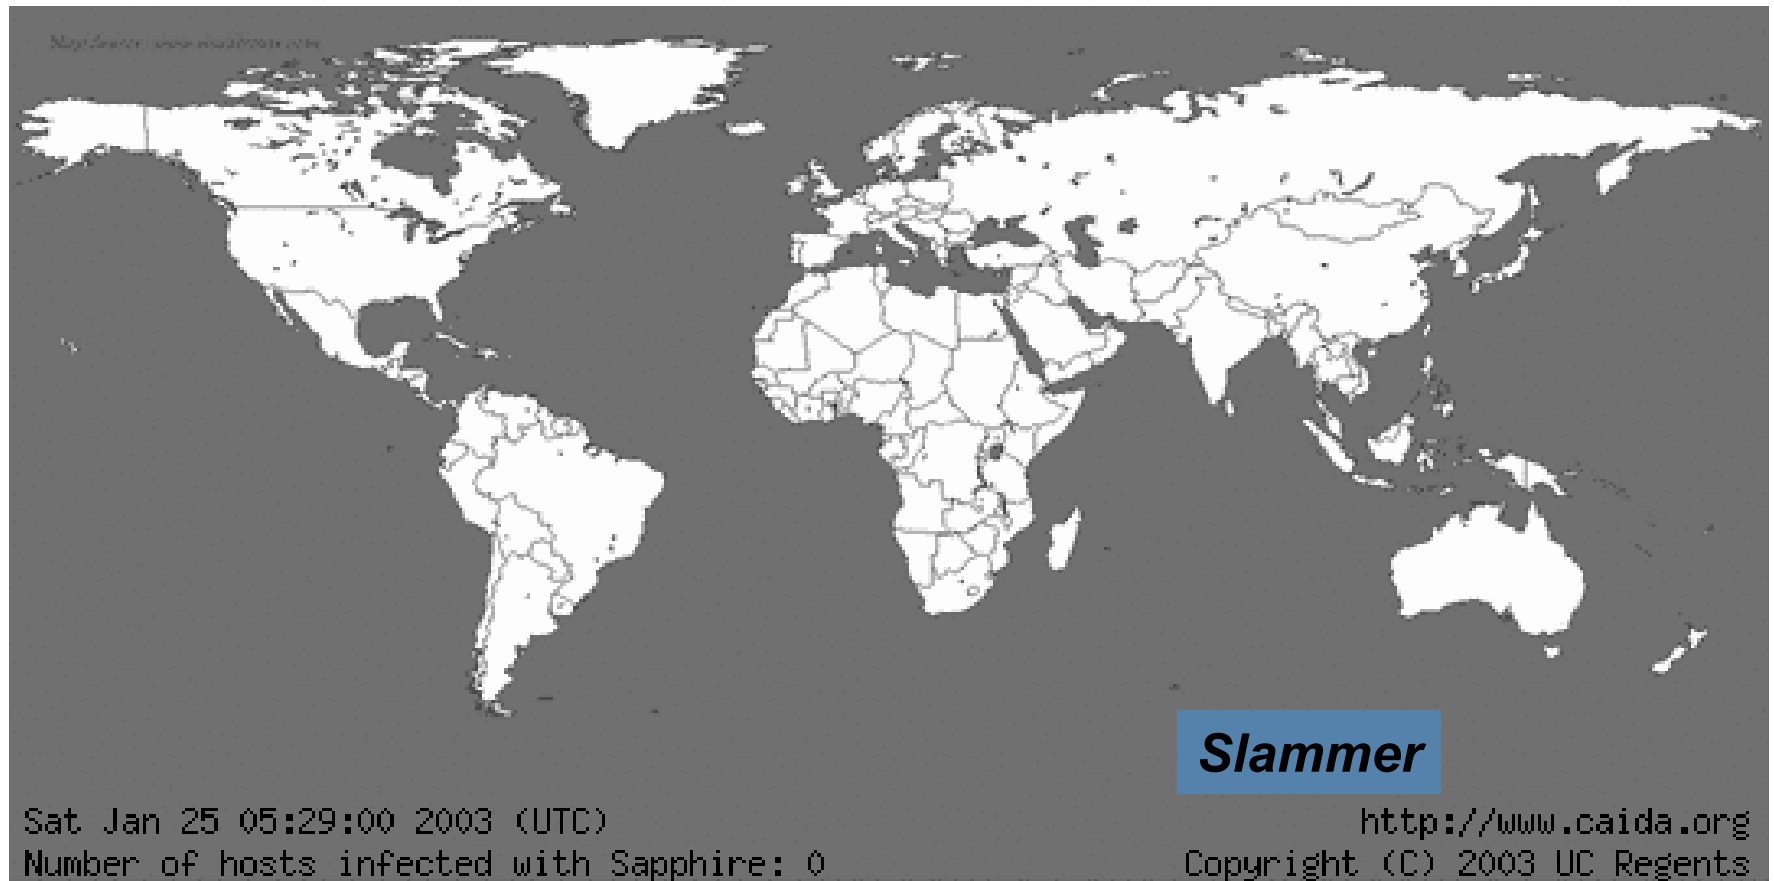 Slammer
Sat Jan 25 05:29:00 2003 (UTC)
http://www.caida.org
Number of hosts infected with Sapphire: 0
Copyright (C) 2003 UC Regents